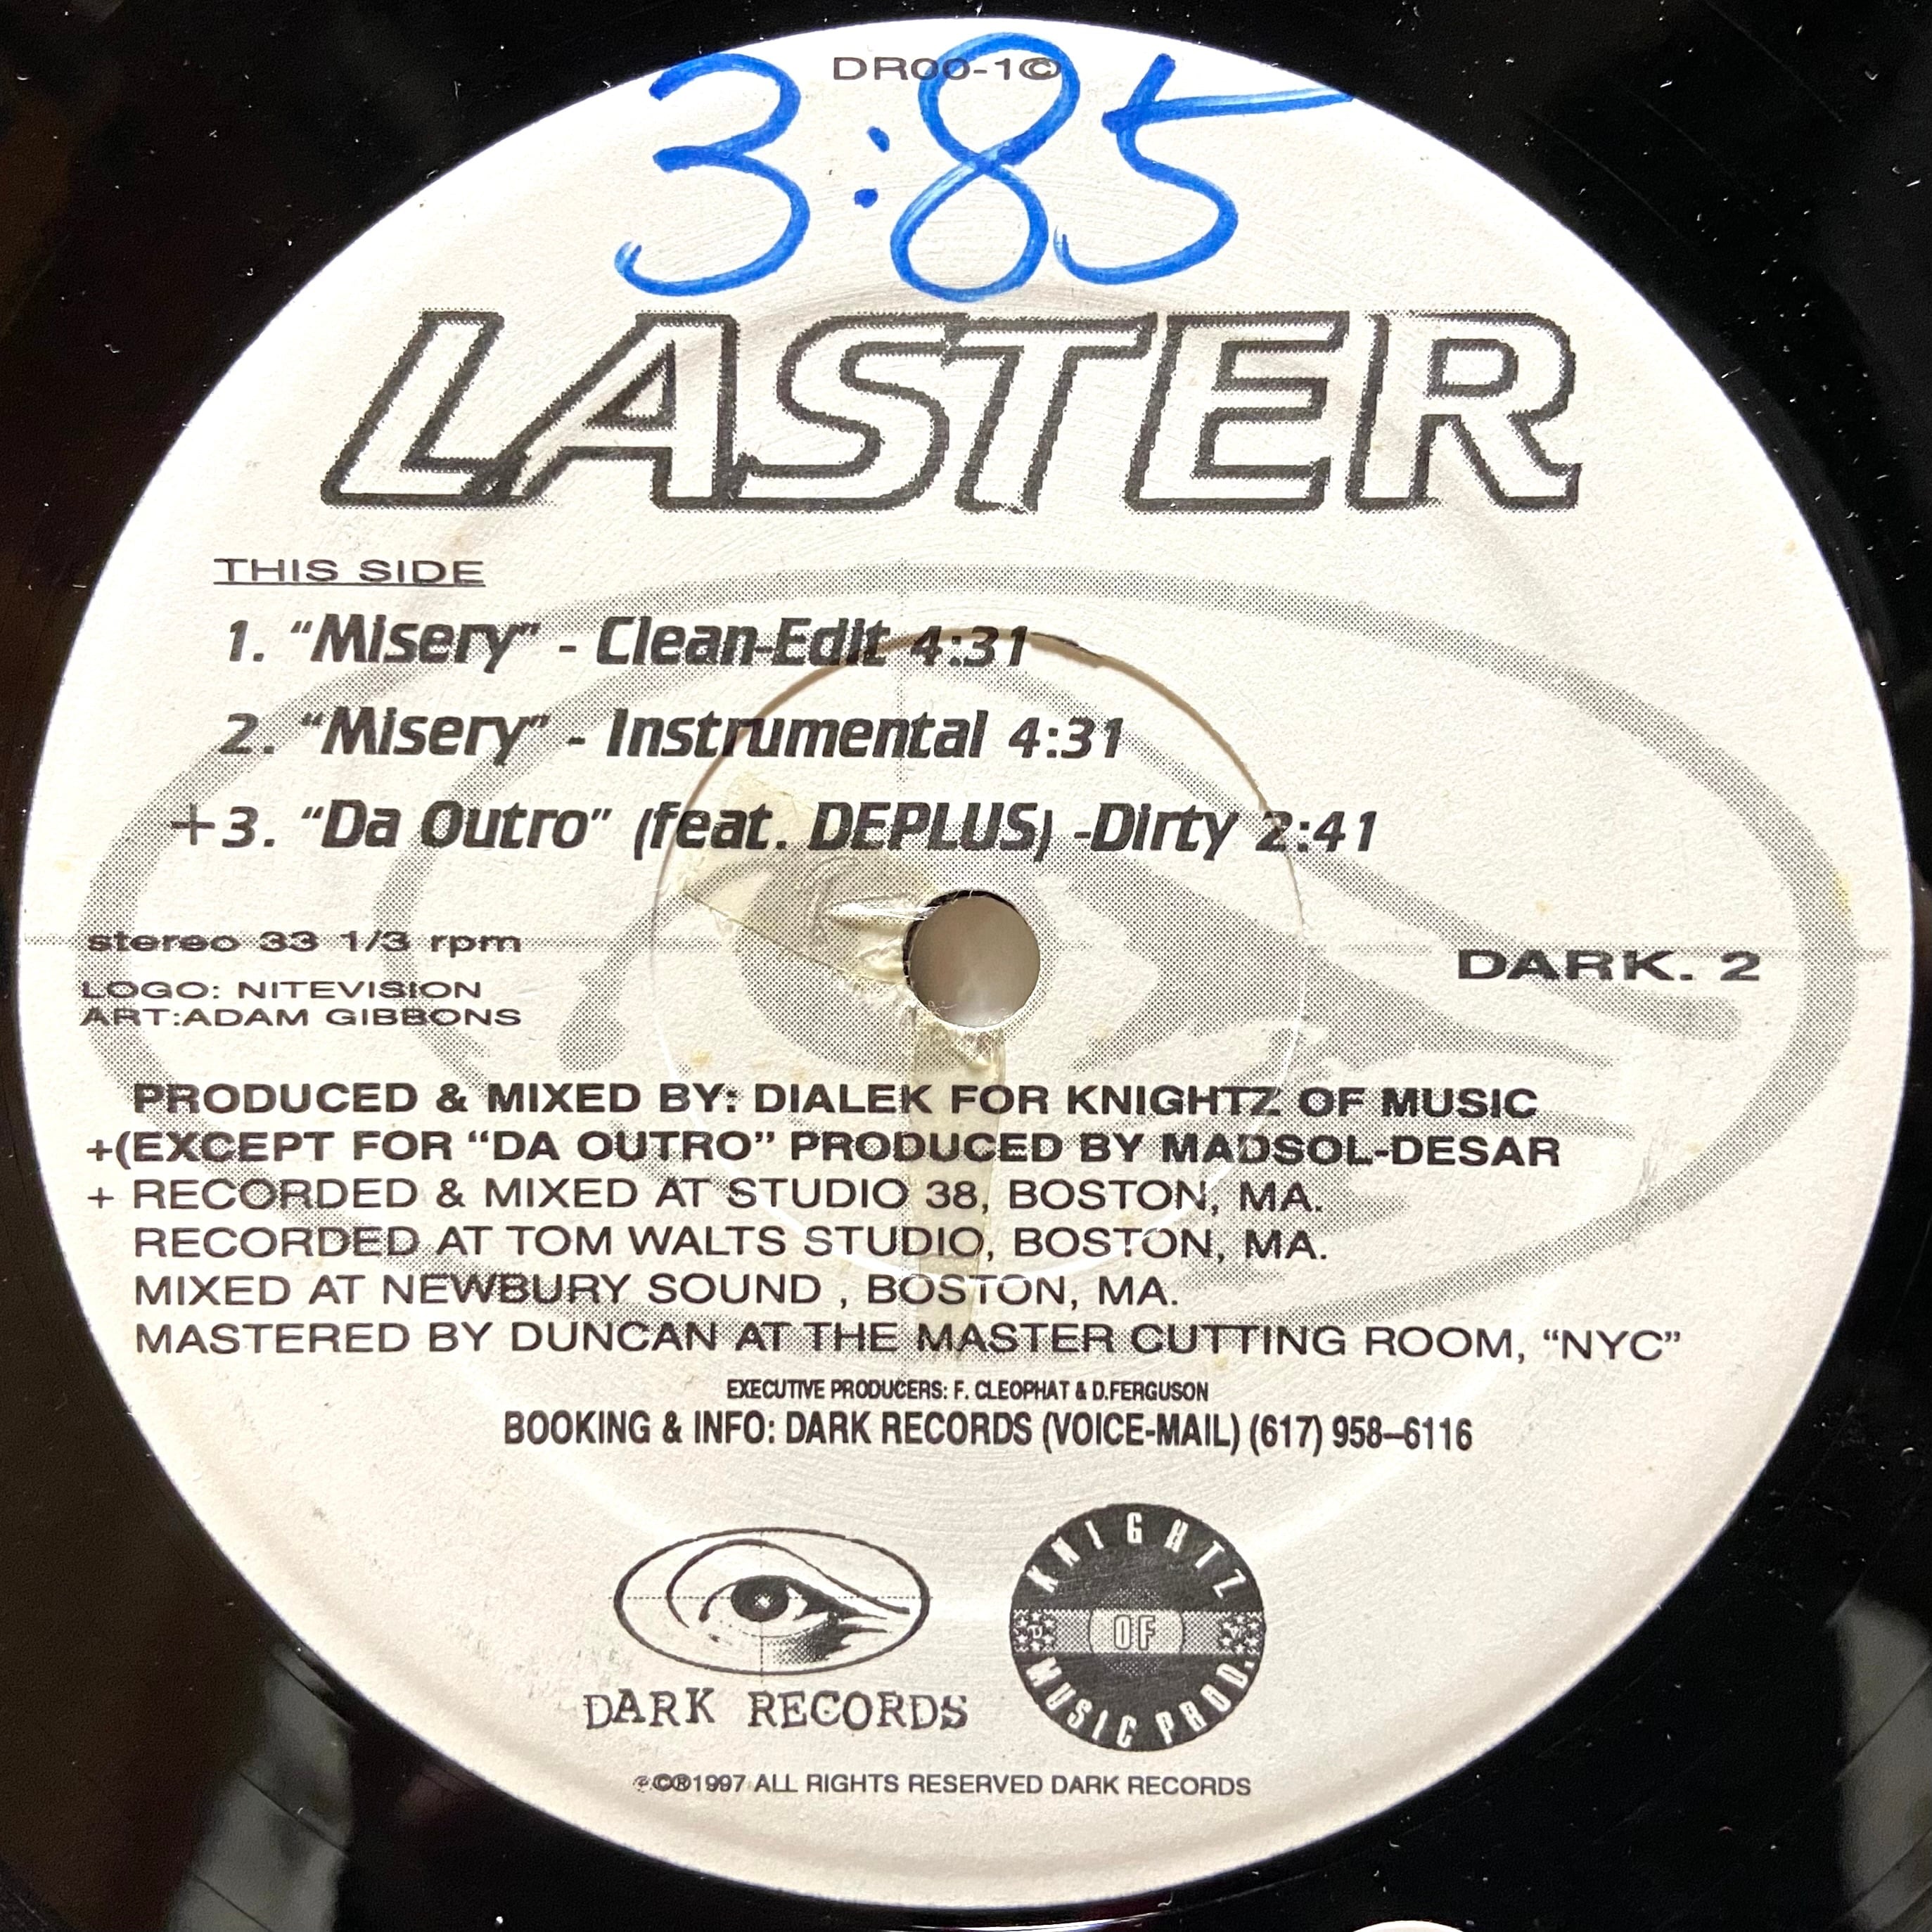 DR00-1©
3:85
LASTER
THIS SIDE
1. “Misery” - Clean-Edit 4:31
2. “Misery” - Instrumental 4:31
+3. “Da Outro” (feat. DEPLUS) -Dirty 2:41
stereo 33 1/3 rpm
DARK. 2
LOGO: NITEVISION
ART:ADAM GIBBONS
PRODUCED & MIXED BY: DIALEK FOR KNIGHTZ OF MUSIC
+(EXCEPT FOR “DA OUTRO” PRODUCED BY MADSOL-DESAR
+ RECORDED & MIXED AT STUDIO 38, BOSTON, MA.
RECORDED AT TOM WALTS STUDIO, BOSTON, MA.
MIXED AT NEWBURY SOUND , BOSTON, MA.
MASTERED BY DUNCAN AT THE MASTER CUTTING ROOM, “NYC”
EXECUTIVE PRODUCERS: F. CLEOPHAT & D.FERGUSON
BOOKING & INFO: DARK RECORDS (VOICE-MAIL) (617) 958–6116
DARK RECORDS
KNIGHTZ
OF
MUSIC PROD.
℗©®1997 ALL RIGHTS RESERVED DARK RECORDS